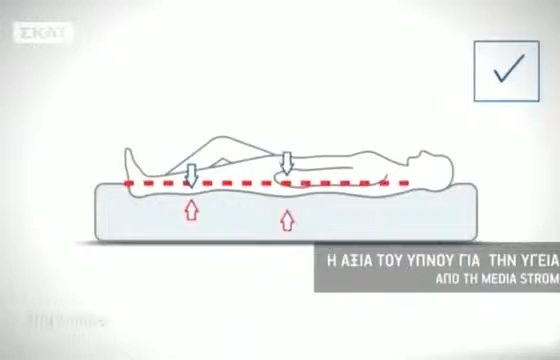 ΣΚΑΪ
Η ΑΞΙΑ ΤΟΥ ΥΠΝΟΥ ΓΙΑ ΤΗΝ ΥΓΕΙΑ
ΑΠΟ ΤΗ MEDIA STROM